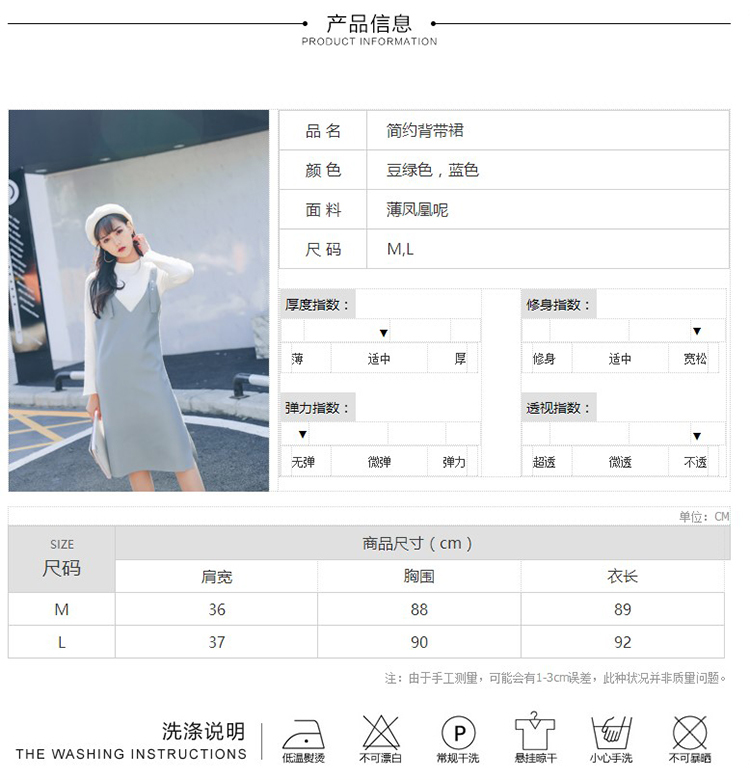 产品信息
PRODUCT INFORMATION
品 名 简约背带裙
颜 色 豆绿色，蓝色
面 料 薄凤凰呢
尺 码 M,L
厚度指数：
薄 适中 厚
修身指数：
修身 适中 宽松
弹力指数：
无弹 微弹 弹力
透视指数：
超透 微透 不透
单位：CM
SIZE
尺码
商品尺寸（cm）
肩宽 胸围 衣长
M 36 88 89
L 37 90 92
注：由于手工测量，可能会有1-3cm误差，此种状况并非质量问题。
洗涤说明
THE WASHING INSTRUCTIONS
P
低温熨烫 不可漂白 常规干洗 悬挂晾干 小心手洗 不可暴晒